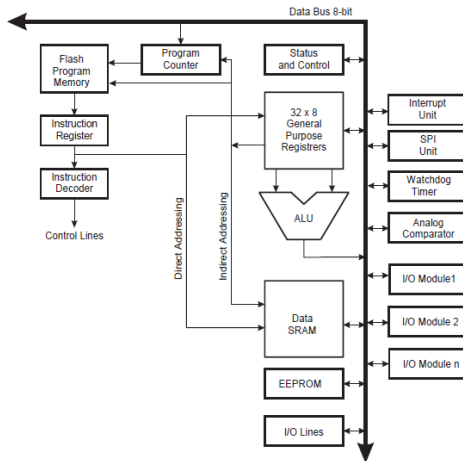 Data Bus 8-bit
Flash
Program
Memory
Program
Counter
Status
and Control
Instruction
Register
32 x 8
General
Purpose
Registrers
Interrupt
Unit
SPI
Unit
Instruction
Decoder
Watchdog
Timer
Control Lines
Direct Addressing
Indirect Addressing
ALU
Analog
Comparator
I/O Module1
Data
SRAM
I/O Module 2
I/O Module n
EEPROM
I/O Lines